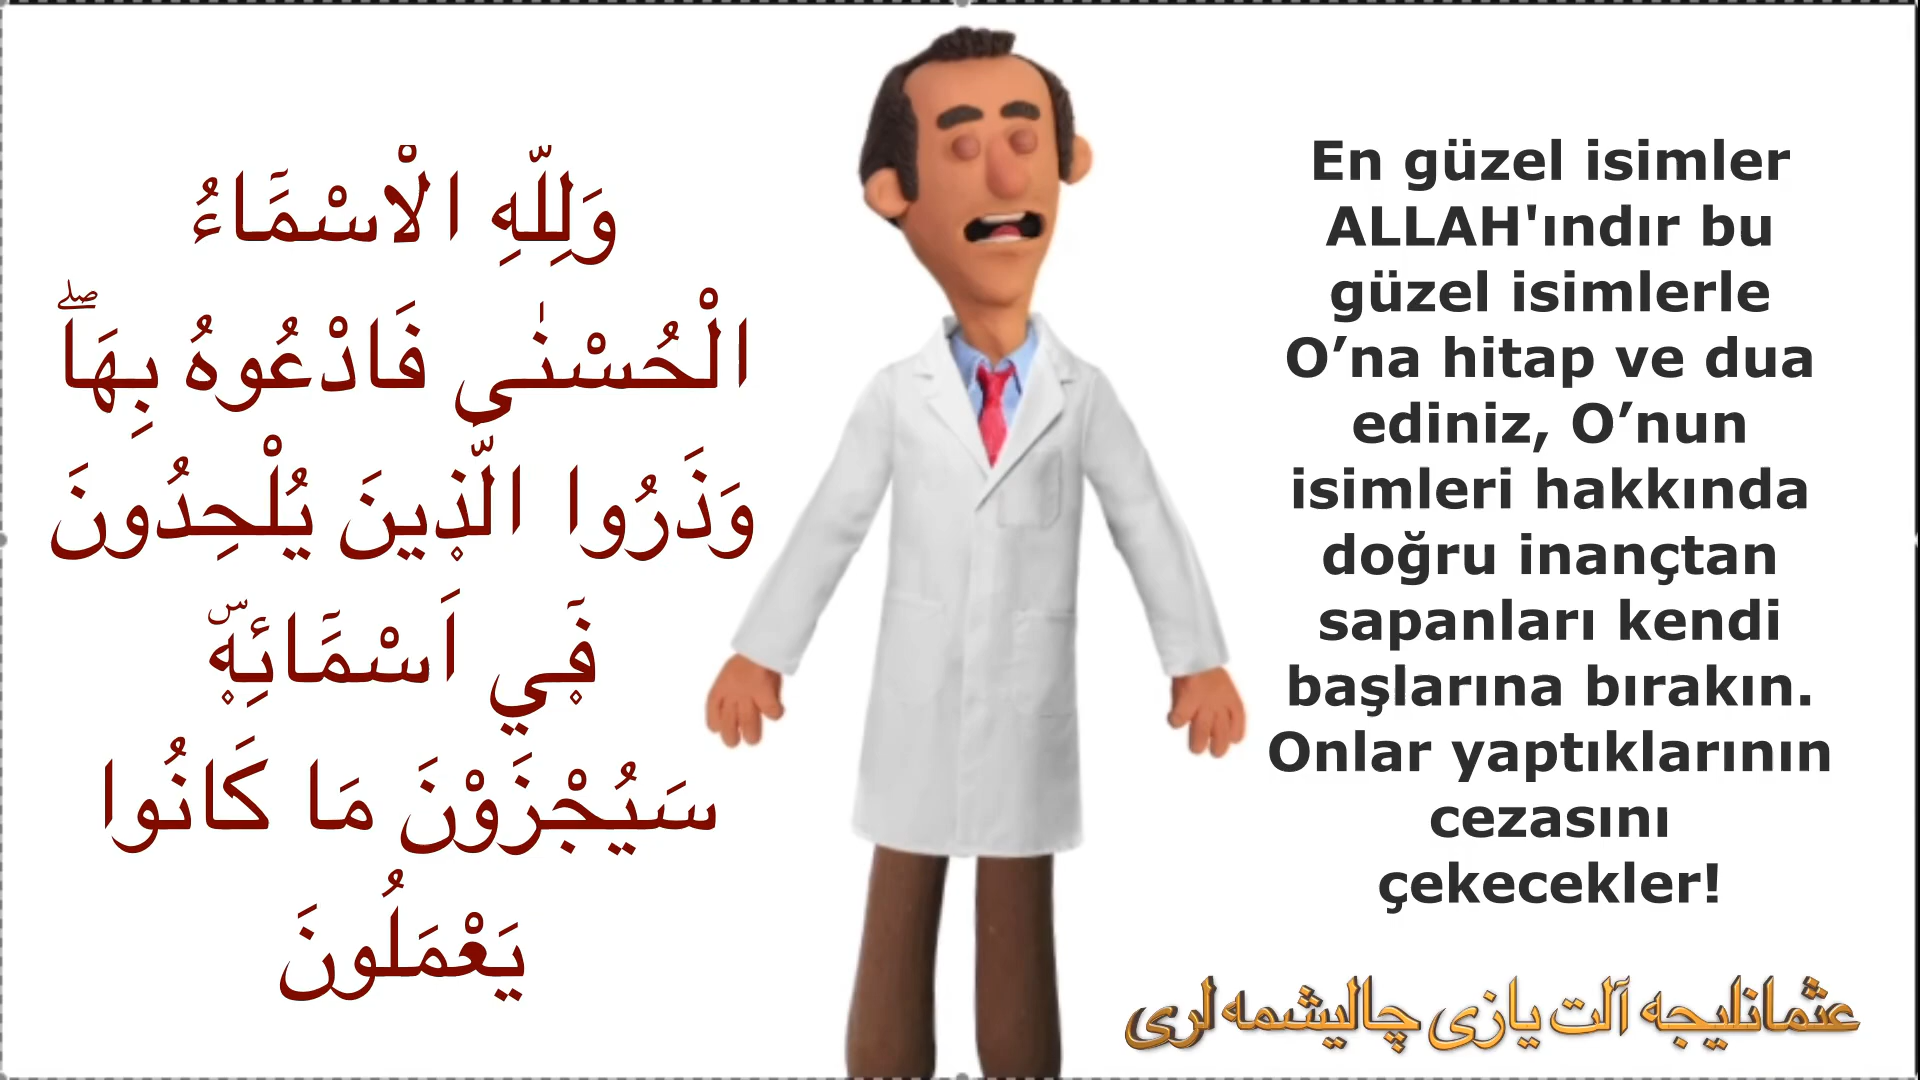 وَلِلّٰهِ الْاَسْمَٓاءُ
الْحُسْنٰى فَادْعُوهُ بِهَاۖ
وَذَرُوا الَّذ۪ينَ يُلْحِدُونَ
ف۪ٓي اَسْمَٓائِه۪ۜ
سَيُجْزَوْنَ مَا كَانُوا
يَعْمَلُونَ
En güzel isimler
ALLAH'ındır bu
güzel isimlerle
O’na hitap ve dua
ediniz, O’nun
isimleri hakkında
doğru inançtan
sapanları kendi
başlarına bırakın.
Onlar yaptıklarının
cezasını
çekecekler!
عثمانليجه آلت يازى چاليشمه لرى